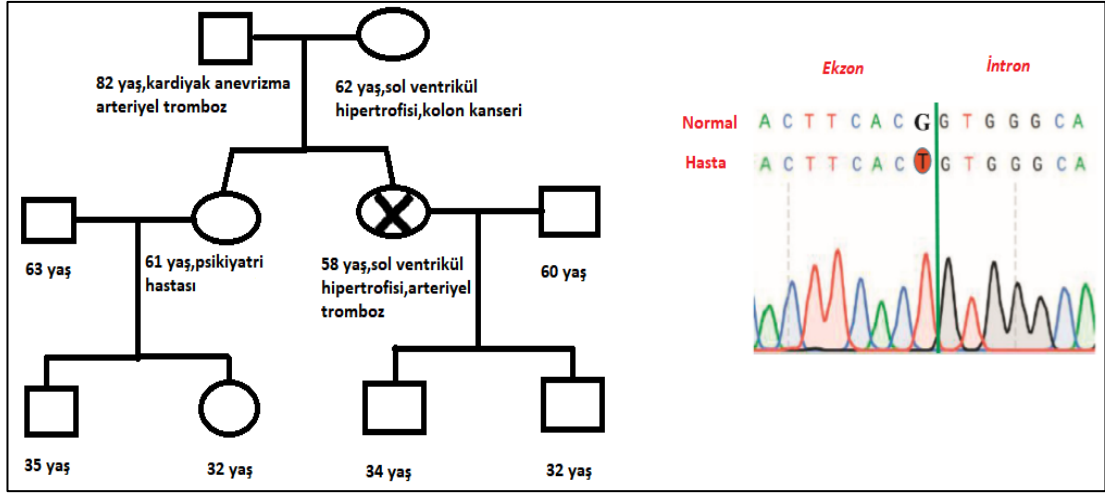 82 yaş,kardiyak anevrizma
arteriyel tromboz
62 yaş,sol ventrikül
hipertrofisi,kolon kanseri
63 yaş
61 yaş,psikiyatri
hastası
58 yaş,sol ventrikül
hipertrofisi,arteriyel
tromboz
60 yaş
35 yaş
32 yaş
34 yaş
32 yaş
Ekzon İntron
Normal A C T T C A C G G T G G G C A
Hasta A C T T C A C T G T G G G C A